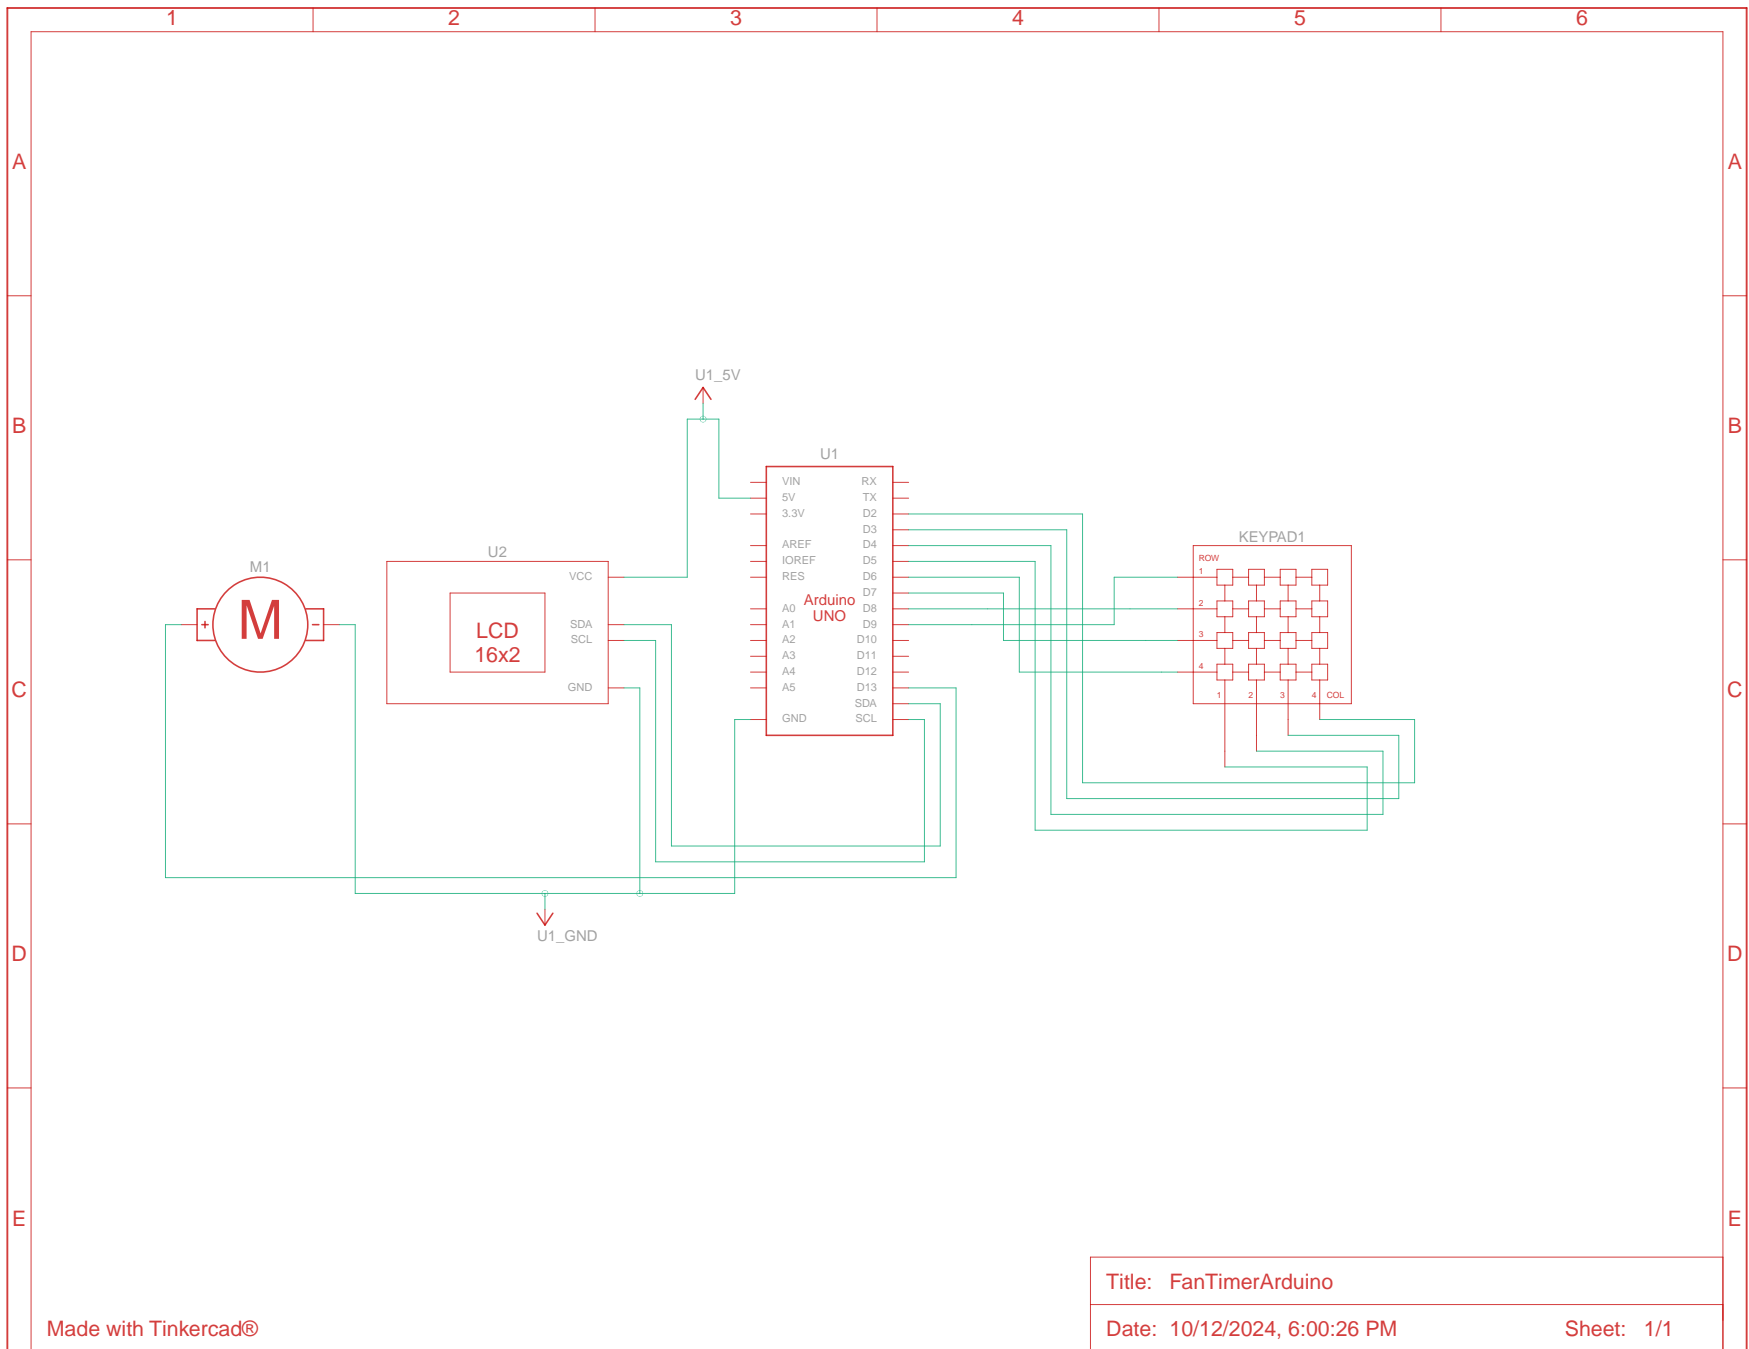 1 2 3 4 5 6
A A
U1_5V
B B
U1
VIN RX
5V TX
3.3V D2
D3
AREF D4
IOREF D5
RES D6
D7
A0 D8
A1 D9
A2 D10
A3 D11
A4 D12
A5 D13
SDA
GND SCL
Arduino
UNO
KEYPAD1
ROW
1
2
3
4
1 2 3 4 COL
U2
VCC
SDA
SCL
GND
LCD
16x2
M1
+ M -
C C
U1_GND
D D
E E
Title: FanTimerArduino
Made with Tinkercad®
Date: 10/12/2024, 6:00:26 PM Sheet: 1/1